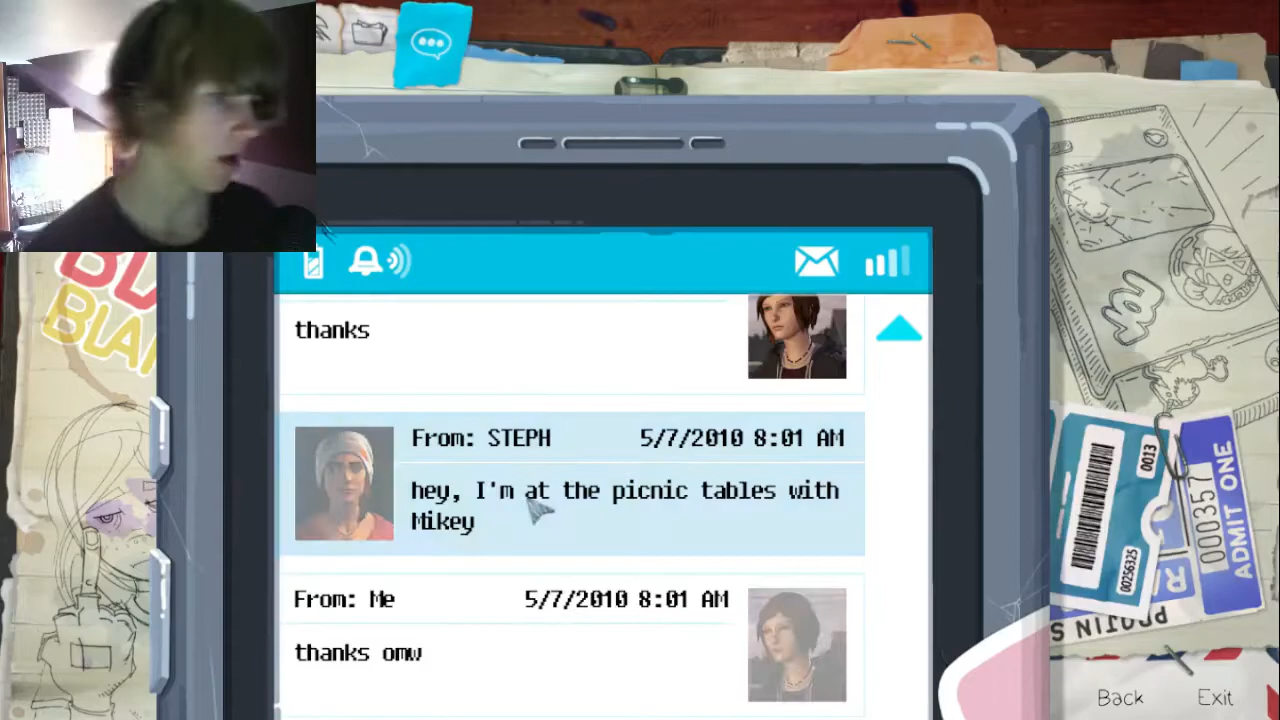 thanks
From: STEPH 5/7/2010 8:01 AM
hey, I'm at the picnic tables with
Mikey
From: Me 5/7/2010 8:01 AM
thanks omw
0013
00256325
000357
ADMIT ONE
Back Exit